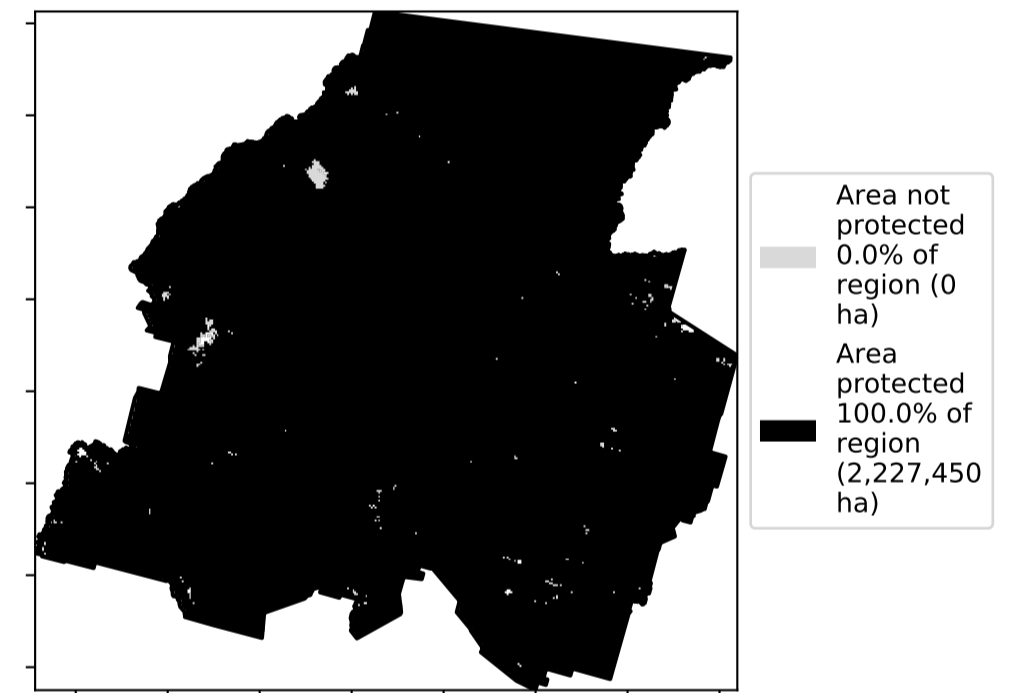 Area not
protected
0.0% of
region (0
ha)
Area
protected
100.0% of
region
(2,227,450
ha)